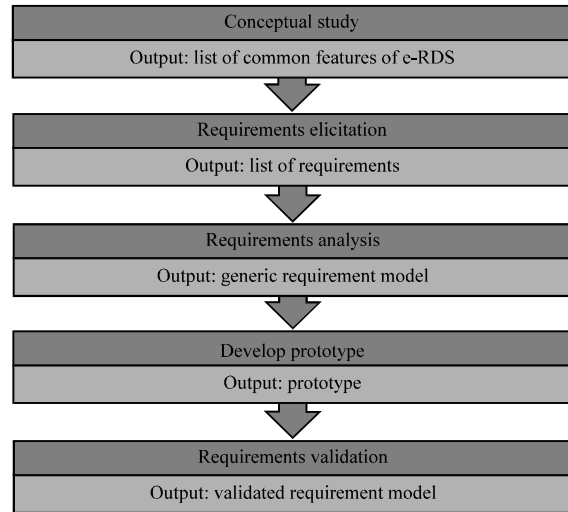 Conceptual study
Output: list of common features of e-RDS
Requirements elicitation
Output: list of requirements
Requirements analysis
Output: generic requirement model
Develop prototype
Output: prototype
Requirements validation
Output: validated requirement model